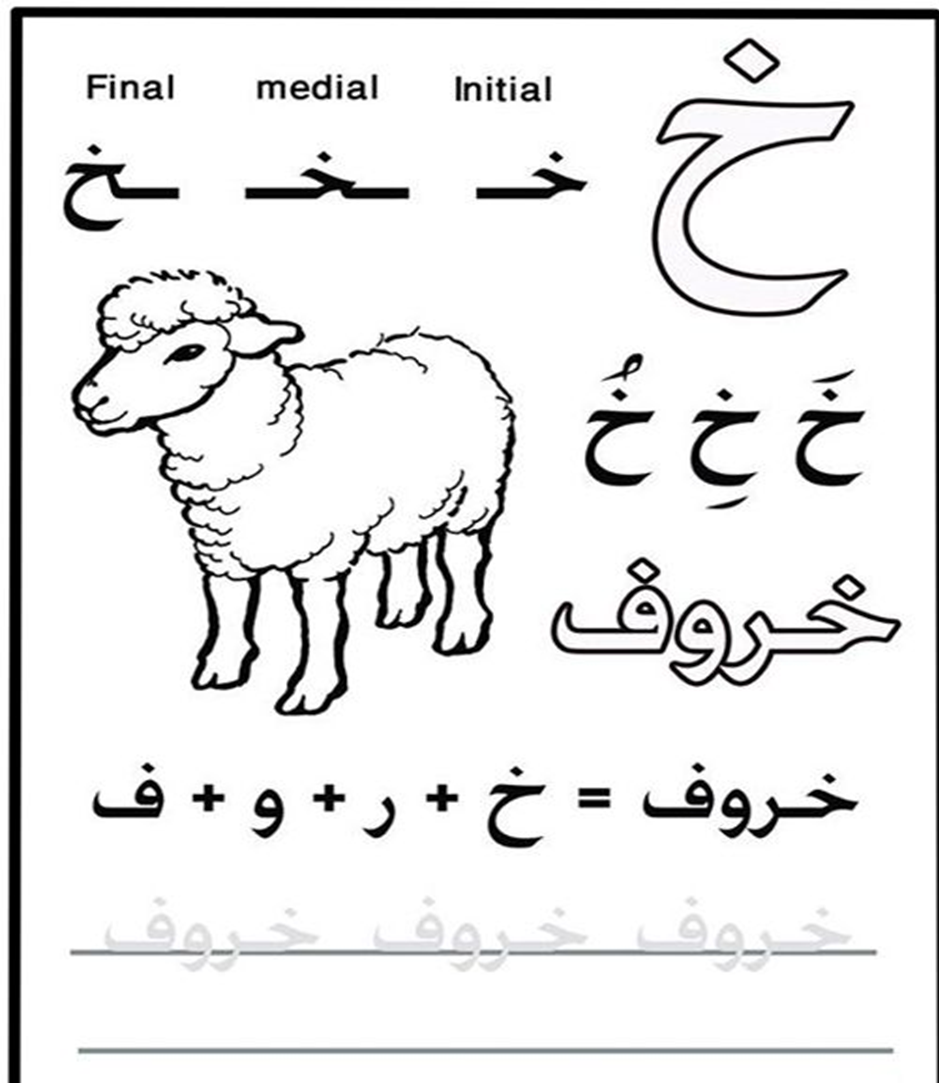 Final medial Initial
خ
خـ ـخـ ـخ
خَ خِ خُ
خروف
خروف = خ + ر + و + ف
خروف خروف خروف